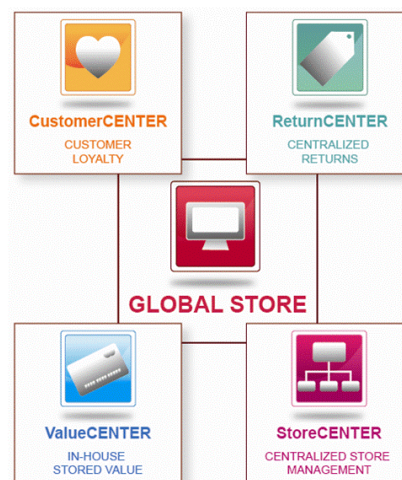 CustomerCENTER
CUSTOMER
LOYALTY
ReturnCENTER
CENTRALIZED
RETURNS
GLOBAL STORE
ValueCENTER
IN-HOUSE
STORED VALUE
StoreCENTER
CENTRALIZED STORE
MANAGEMENT